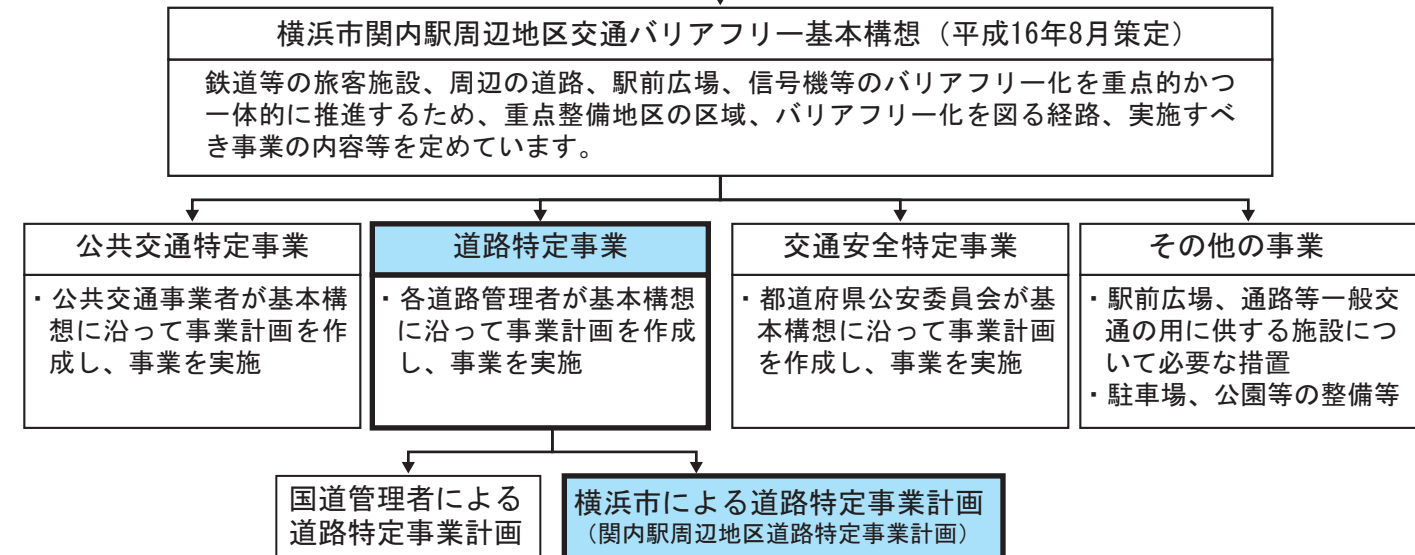 横浜市関内駅周辺地区交通バリアフリー基本構想（平成16年8月策定）
鉄道等の旅客施設、周辺の道路、駅前広場、信号機等のバリアフリー化を重点的かつ
一体的に推進するため、重点整備地区の区域、バリアフリー化を図る経路、実施すべ
き事業の内容等を定めています。
公共交通特定事業
・公共交通事業者が基本構
想に沿って事業計画を作
成し、事業を実施
道路特定事業
・各道路管理者が基本構想
に沿って事業計画を作成
し、事業を実施
交通安全特定事業
・都道府県公安委員会が基
本構想に沿って事業計画
を作成し、事業を実施
その他の事業
・駅前広場、通路等一般交
通の用に供する施設につ
いて必要な措置
・駐車場、公園等の整備等
国道管理者による
道路特定事業計画
横浜市による道路特定事業計画
（関内駅周辺地区道路特定事業計画）